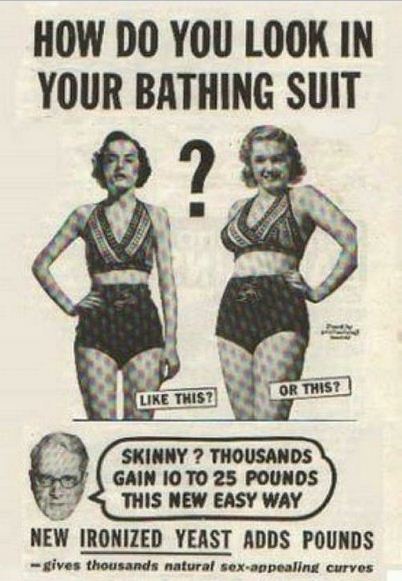 HOW DO YOU LOOK IN
YOUR BATHING SUIT
?
LIKE THIS?
OR THIS?
SKINNY? THOUSANDS
GAIN 10 TO 25 POUNDS
THIS NEW EASY WAY
NEW IRONIZED YEAST ADDS POUNDS
—gives thousands natural sex-appealing curves